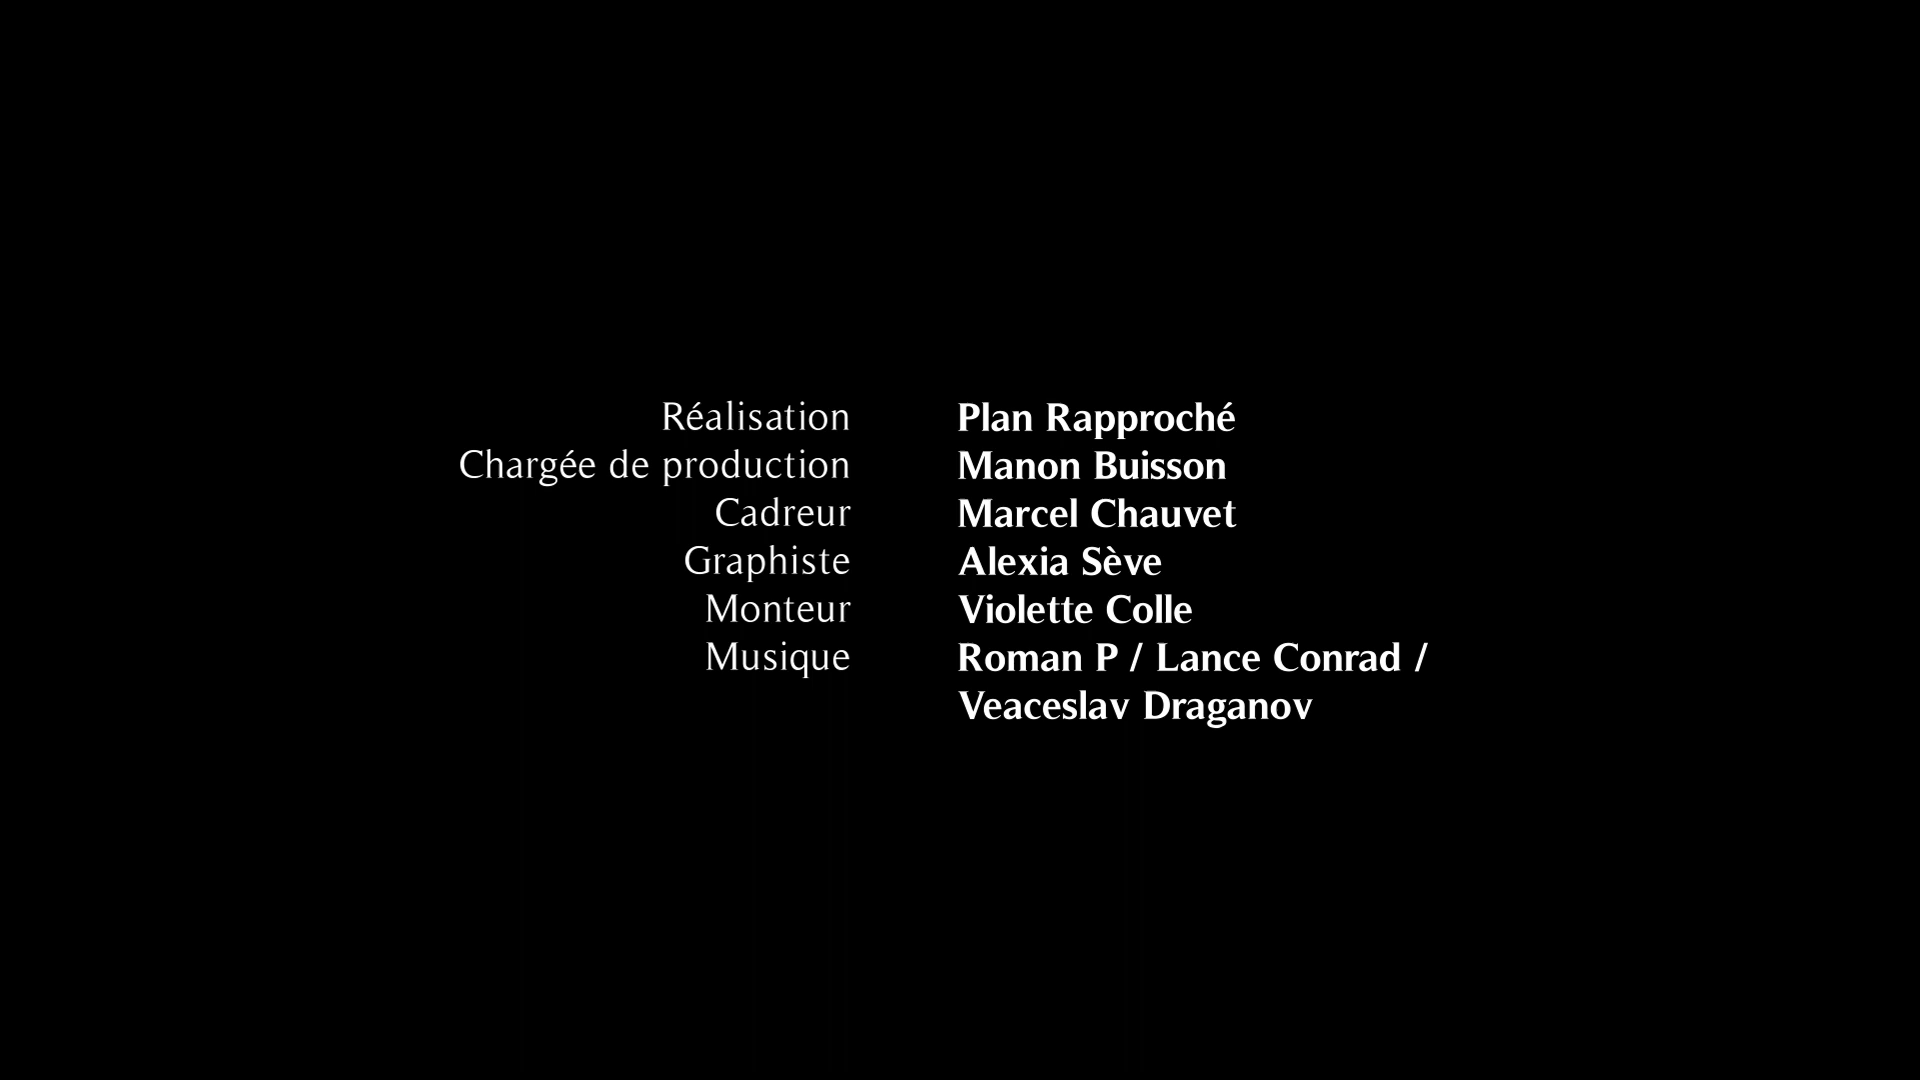 Réalisation Plan Rapproché
Chargée de production Manon Buisson
Cadreur Marcel Chauvet
Graphiste Alexia Sève
Monteur Violette Colle
Musique Roman P / Lance Conrad /
Veaceslav Draganov